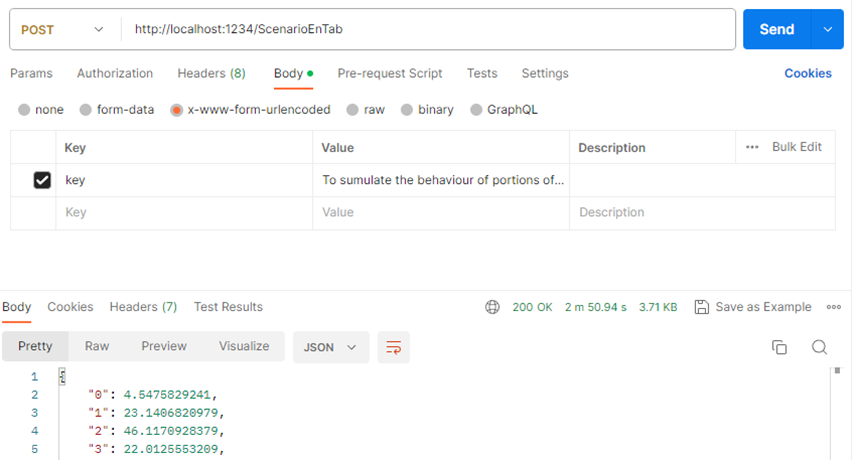 POST http://localhost:1234/ScenarioEnTab Send
Params Authorization Headers (8) Body Pre-request Script Tests Settings Cookies
none form-data x-www-form-urlencoded raw binary GraphQL
Key Value Description ••• Bulk Edit
key To sumulate the behaviour of portions of...
Key Value Description
Body Cookies Headers (7) Test Results 200 OK 2 m 50.94 s 3.71 KB Save as Example
Pretty Raw Preview Visualize JSON
1 {
2 "0": 4.5475829241,
3 "1": 23.1406820979,
4 "2": 46.1170928379,
5 "3": 22.0125553209,